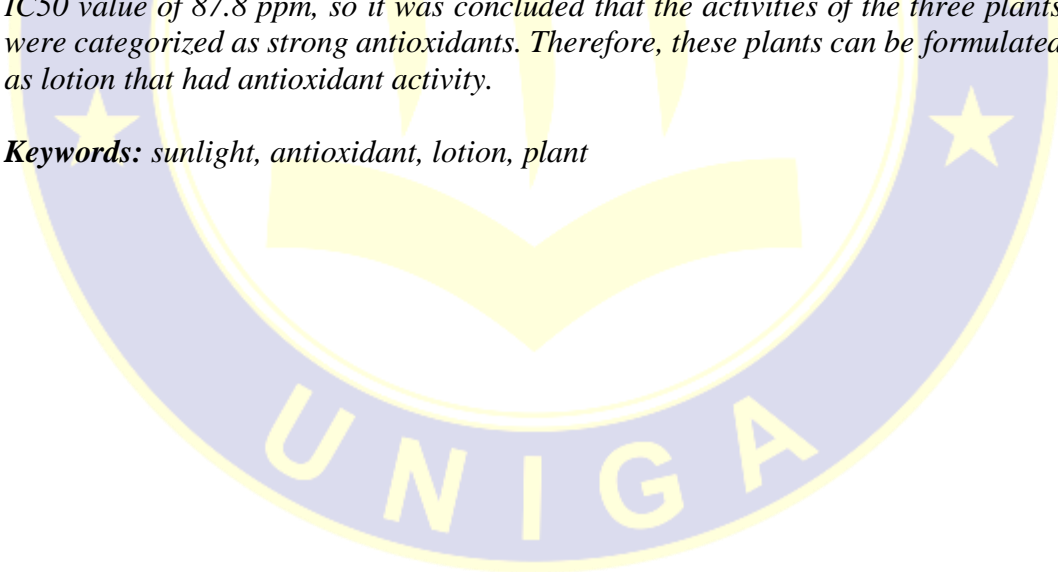 IC50 value of 87.8 ppm, so it was concluded that the activities of the three plants
were categorized as strong antioxidants. Therefore, these plants can be formulated
as lotion that had antioxidant activity.
Keywords: sunlight, antioxidant, lotion, plant
UNIGA